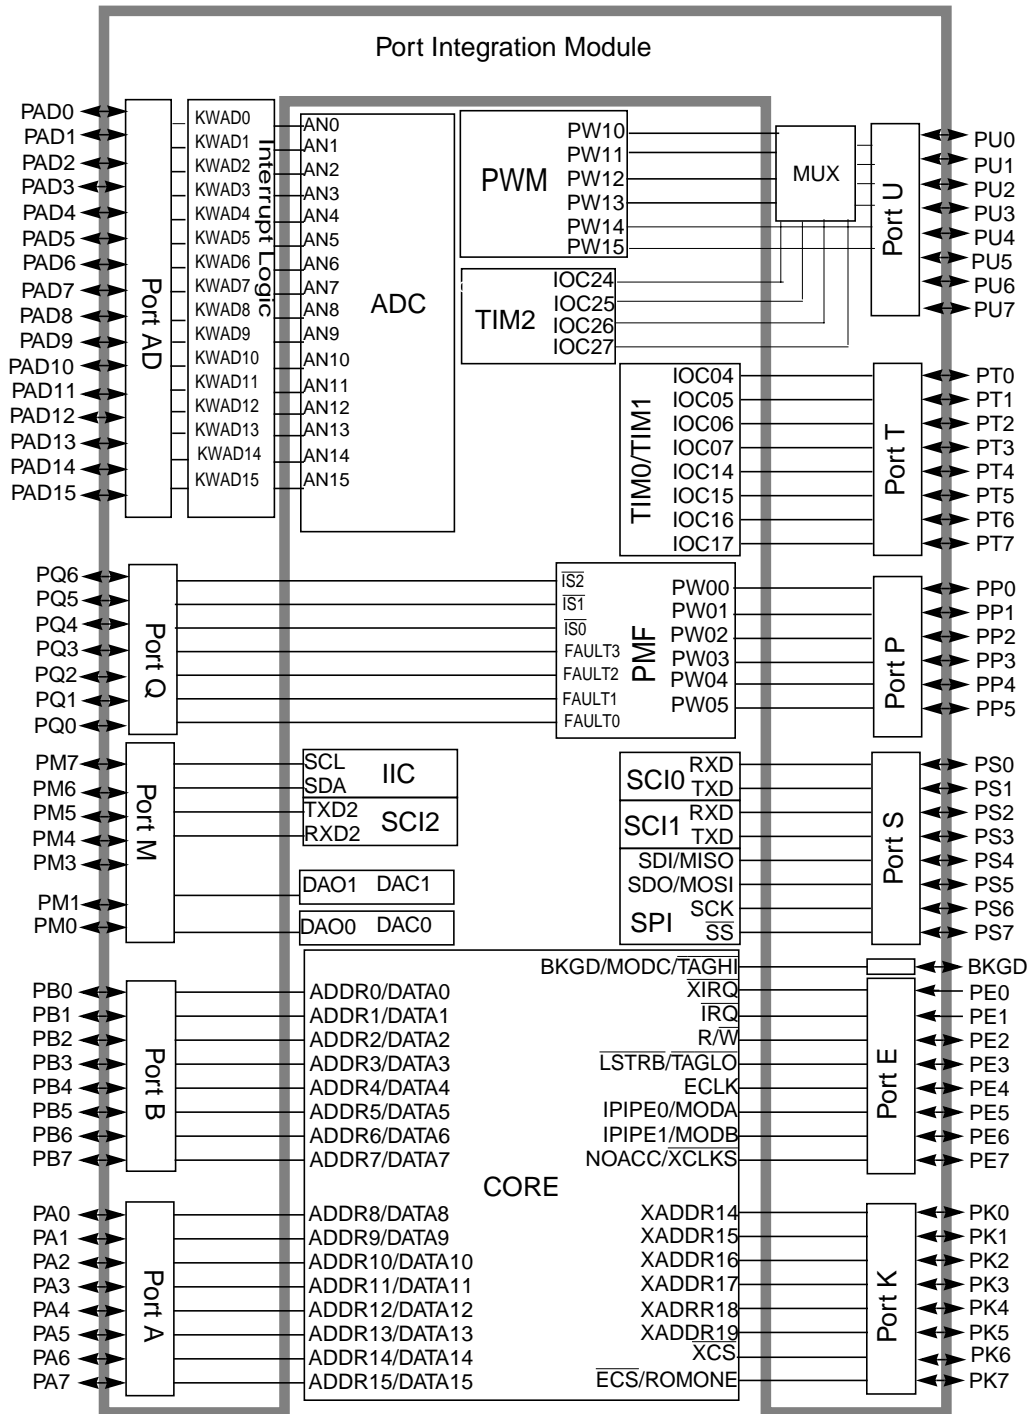 Port Integration Module
PAD0
PAD1
PAD2
PAD3
PAD4
PAD5
PAD6
PAD7
PAD8
PAD9
PAD10
PAD11
PAD12
PAD13
PAD14
PAD15
Port AD
KWAD0
KWAD1
KWAD2
KWAD3
KWAD4
KWAD5
KWAD6
KWAD7
KWAD8
KWAD9
KWAD10
KWAD11
KWAD12
KWAD13
KWAD14
KWAD15
Interrupt Logic
AN0
AN1
AN2
AN3
AN4
AN5
AN6
AN7
AN8
AN9
AN10
AN11
AN12
AN13
AN14
AN15
ADC
PWM
PW10
PW11
PW12
PW13
PW14
PW15
MUX
Port U
PU0
PU1
PU2
PU3
PU4
PU5
PU6
PU7
TIM2
IOC24
IOC25
IOC26
IOC27
TIM0/TIM1
IOC04
IOC05
IOC06
IOC07
IOC14
IOC15
IOC16
IOC17
Port T
PT0
PT1
PT2
PT3
PT4
PT5
PT6
PT7
PQ6
PQ5
PQ4
PQ3
PQ2
PQ1
PQ0
Port Q
IS2
IS1
IS0
FAULT3
FAULT2
FAULT1
FAULT0
PMF
PW00
PW01
PW02
PW03
PW04
PW05
Port P
PP0
PP1
PP2
PP3
PP4
PP5
PM7
PM6
PM5
PM4
PM3
PM1
PM0
Port M
SCL
SDA
IIC
TXD2
RXD2
SCI2
DAO1 DAC1
DAO0 DAC0
SCI0
RXD
TXD
SCI1
RXD
TXD
SDI/MISO
SDO/MOSI
SCK
SPI
SS
Port S
PS0
PS1
PS2
PS3
PS4
PS5
PS6
PS7
PB0
PB1
PB2
PB3
PB4
PB5
PB6
PB7
Port B
ADDR0/DATA0
ADDR1/DATA1
ADDR2/DATA2
ADDR3/DATA3
ADDR4/DATA4
ADDR5/DATA5
ADDR6/DATA6
ADDR7/DATA7
BKGD/MODC/TAGHI
XIRQ
IRQ
R/W
LSTRB/TAGLO
ECLK
IPIPE0/MODA
IPIPE1/MODB
NOACC/XCLKS
BKGD
Port E
PE0
PE1
PE2
PE3
PE4
PE5
PE6
PE7
CORE
PA0
PA1
PA2
PA3
PA4
PA5
PA6
PA7
Port A
ADDR8/DATA8
ADDR9/DATA9
ADDR10/DATA10
ADDR11/DATA11
ADDR12/DATA12
ADDR13/DATA13
ADDR14/DATA14
ADDR15/DATA15
XADDR14
XADDR15
XADDR16
XADDR17
XADRR18
XADDR19
XCS
ECS/ROMONE
Port K
PK0
PK1
PK2
PK3
PK4
PK5
PK6
PK7